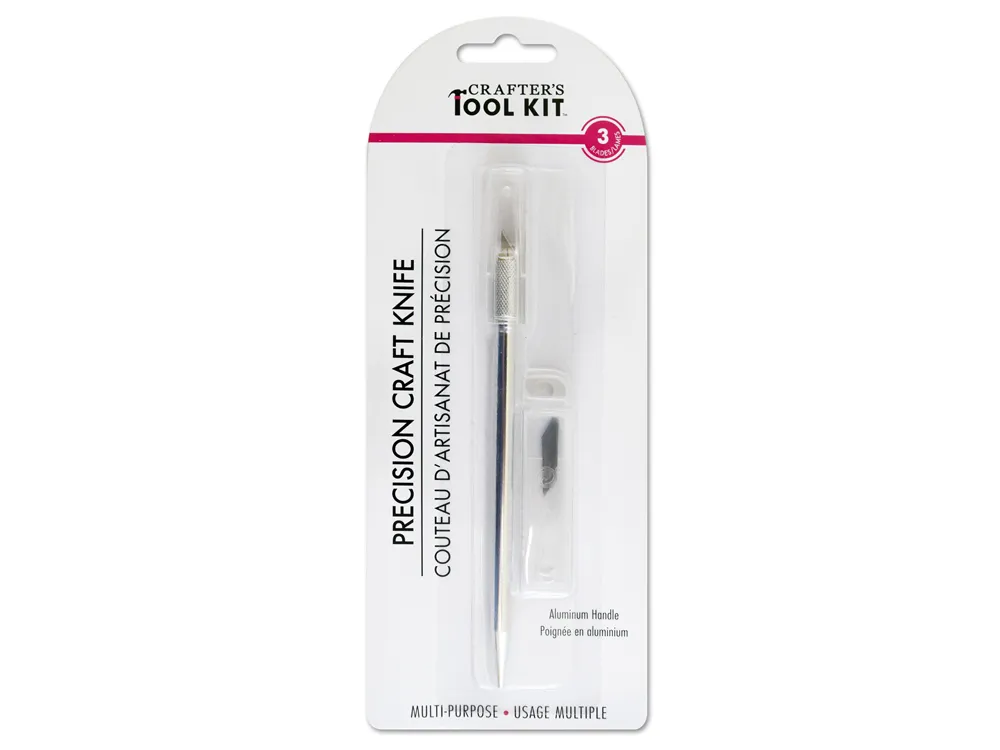 CRAFTER'S
TOOL KIT™
3
BLADES/LAMES
PRECISION CRAFT KNIFE
COUTEAU D'ARTISANAT DE PRÉCISION
Aluminum Handle
Poignée en aluminium
MULTI-PURPOSE • USAGE MULTIPLE